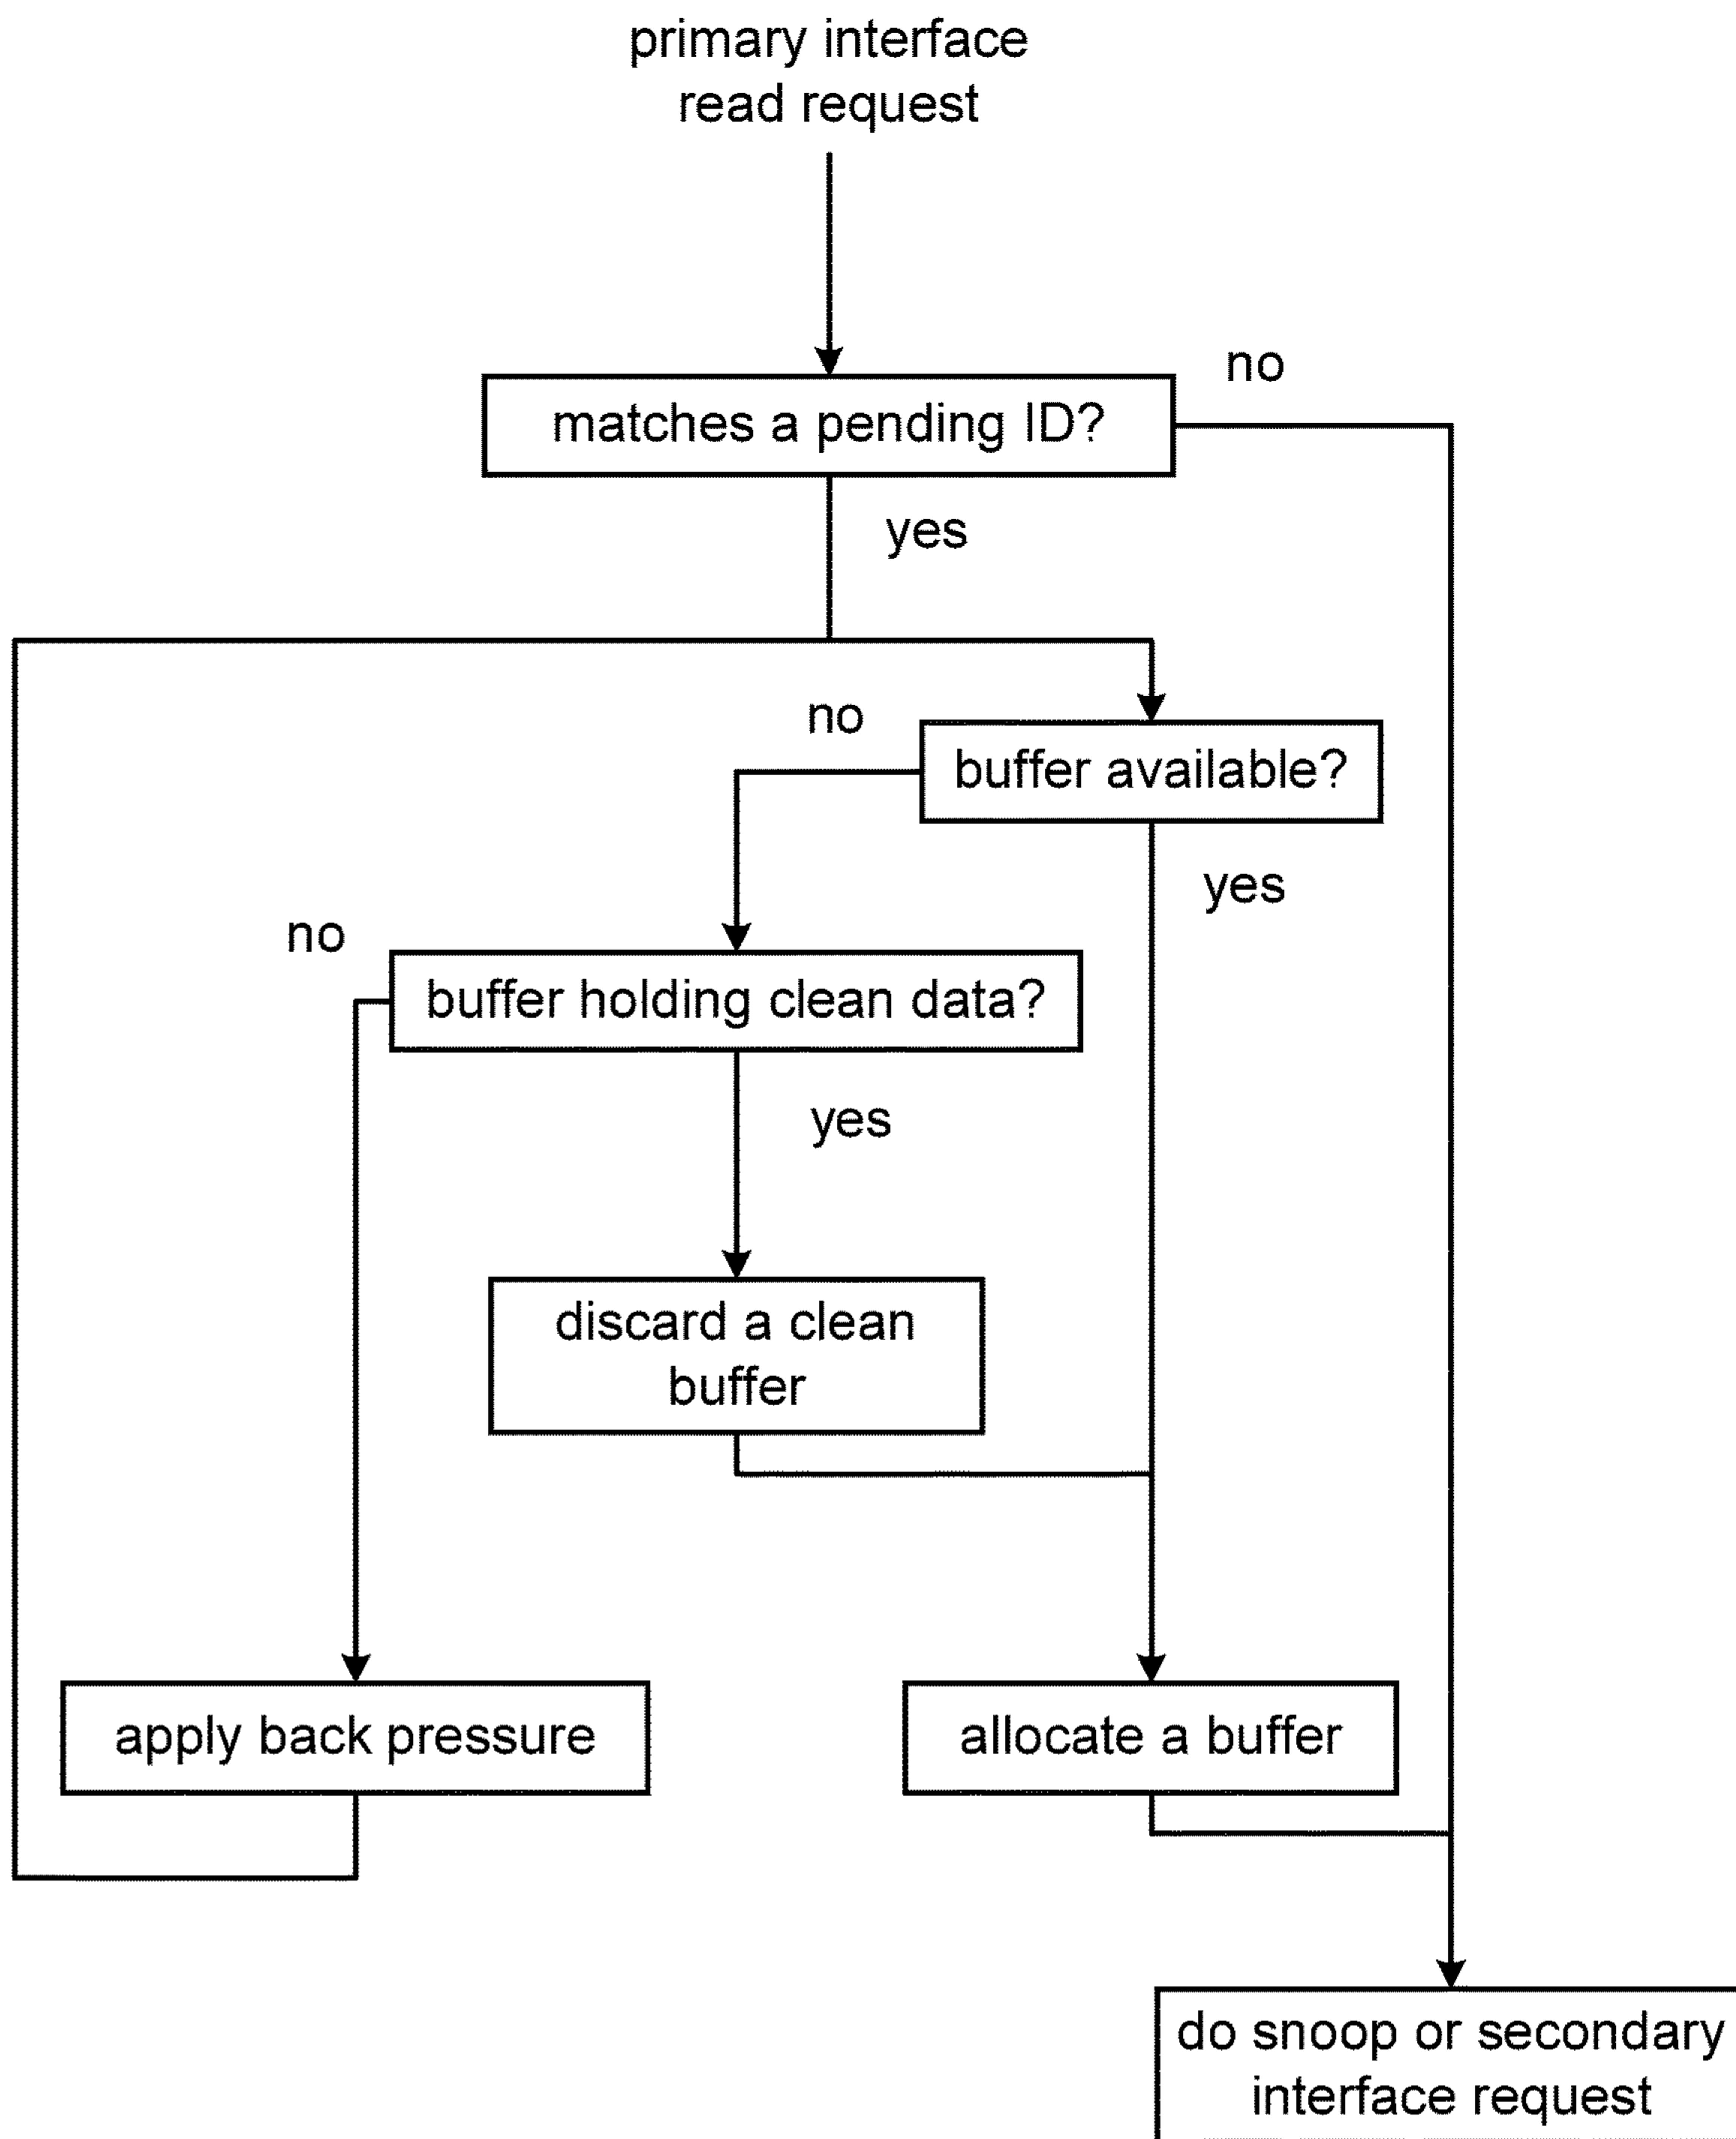 primary interface
read request
no
matches a pending ID?
yes
no
buffer available?
yes
no
buffer holding clean data?
yes
discard a clean
buffer
apply back pressure
allocate a buffer
do snoop or secondary
interface request